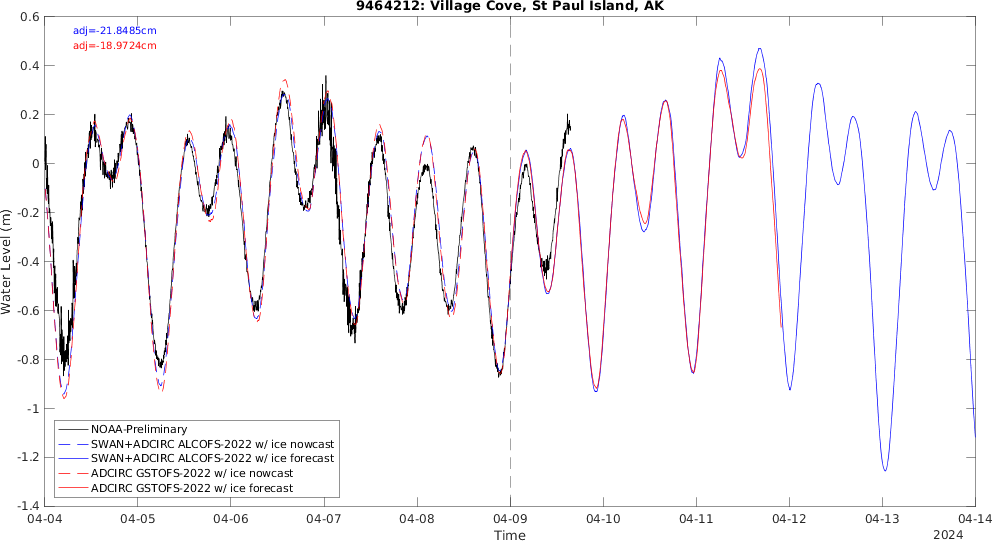 9464212: Village Cove, St Paul Island, AK
adj=-21.8485cm
adj=-18.9724cm
Water Level (m)
0.6
0.4
0.2
0
-0.2
-0.4
-0.6
-0.8
-1
-1.2
-1.4
NOAA-Preliminary
SWAN+ADCIRC ALCOFS-2022 w/ ice nowcast
SWAN+ADCIRC ALCOFS-2022 w/ ice forecast
ADCIRC GSTOFS-2022 w/ ice nowcast
ADCIRC GSTOFS-2022 w/ ice forecast
04-04 04-05 04-06 04-07 04-08 04-09 04-10 04-11 04-12 04-13 04-14
Time
2024